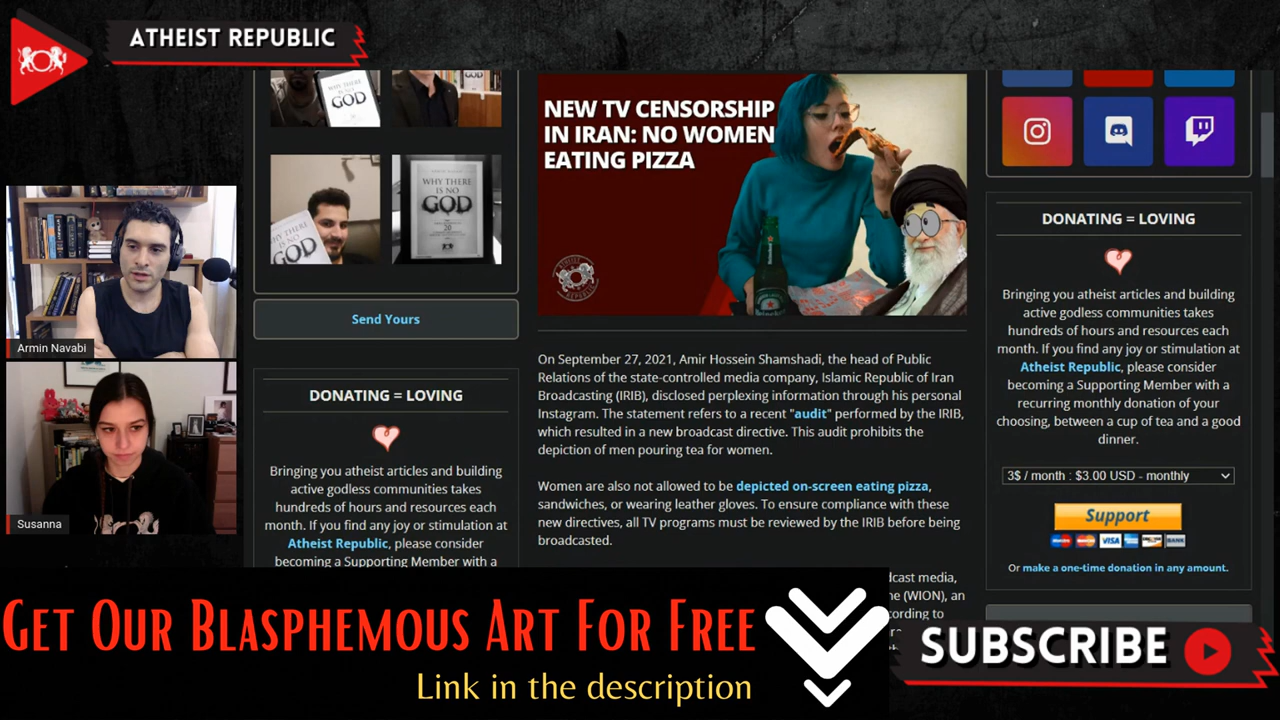 ATHEIST REPUBLIC
WHY THERE
IS NO
GOD
GOD
WHY THERE
IS NO
GOD
20
GOD
Send Yours
DONATING = LOVING
Bringing you atheist articles and building
active godless communities takes
hundreds of hours and resources each
month. If you find any joy or stimulation at
Atheist Republic, please consider
becoming a Supporting Member with a
NEW TV CENSORSHIP
IN IRAN: NO WOMEN
EATING PIZZA
On September 27, 2021, Amir Hossein Shamshadi, the head of Public
Relations of the state-controlled media company, Islamic Republic of Iran
Broadcasting (IRIB), disclosed perplexing information through his personal
Instagram. The statement refers to a recent "audit" performed by the IRIB,
which resulted in a new broadcast directive. This audit prohibits the
depiction of men pouring tea for women.
Women are also not allowed to be depicted on-screen eating pizza,
sandwiches, or wearing leather gloves. To ensure compliance with these
new directives, all TV programs must be reviewed by the IRIB before being
broadcasted.
dcast media,
ne (WION), an
cording to
DONATING = LOVING
Bringing you atheist articles and building
active godless communities takes
hundreds of hours and resources each
month. If you find any joy or stimulation at
Atheist Republic, please consider
becoming a Supporting Member with a
recurring monthly donation of your
choosing, between a cup of tea and a good
dinner.
3$ / month : $3.00 USD - monthly
Support
VISA
BANK
Or make a one-time donation in any amount.
Armin Navabi
Susanna
Get Our Blasphemous Art For Free
Link in the description
SUBSCRIBE